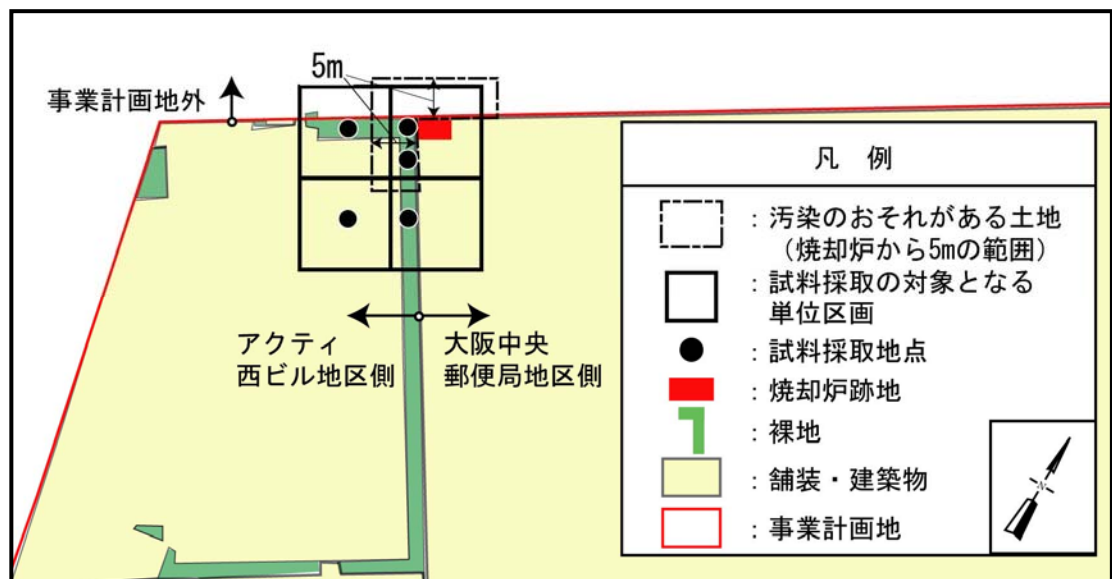 5m
事業計画地外
アクティ
西ビル地区側
大阪中央
郵便局地区側
凡 例
：汚染のおそれがある土地
（焼却炉から5mの範囲）
：試料採取の対象となる
単位区画
：試料採取地点
：焼却炉跡地
：裸地
：舗装・建築物
：事業計画地
N